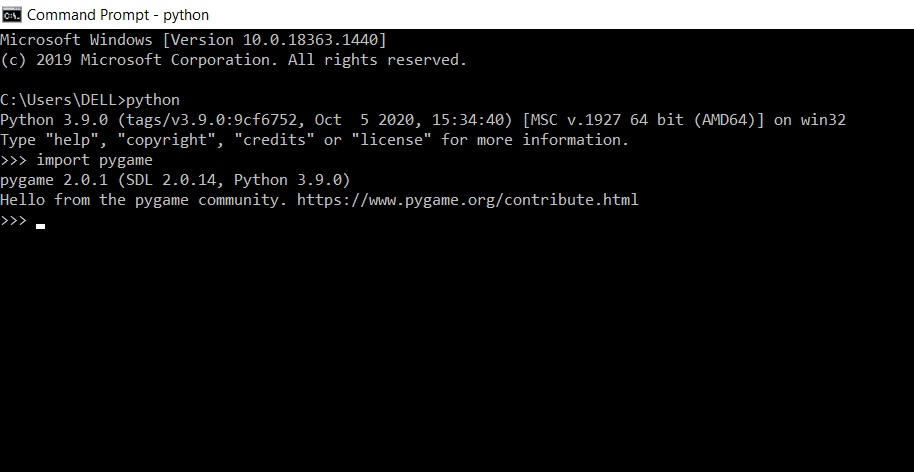 Command Prompt - python
Microsoft Windows [Version 10.0.18363.1440]
(c) 2019 Microsoft Corporation. All rights reserved.
C:\Users\DELL>python
Python 3.9.0 (tags/v3.9.0:9cf6752, Oct  5 2020, 15:34:40) [MSC v.1927 64 bit (AMD64)] on win32
Type "help", "copyright", "credits" or "license" for more information.
>>> import pygame
pygame 2.0.1 (SDL 2.0.14, Python 3.9.0)
Hello from the pygame community. https://www.pygame.org/contribute.html
>>>